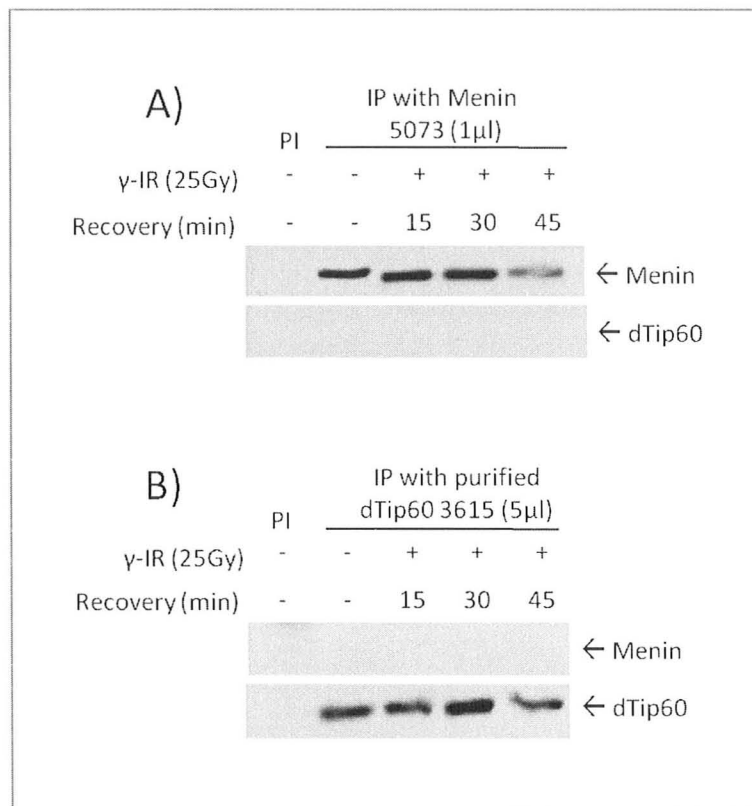 A)
IP with Menin
5073 (1µl)
PI
γ-IR (25Gy) - - + + +
Recovery (min) - - 15 30 45
← Menin
← dTip60
B)
IP with purified
dTip60 3615 (5µl)
PI
γ-IR (25Gy) - - + + +
Recovery (min) - - 15 30 45
← Menin
← dTip60